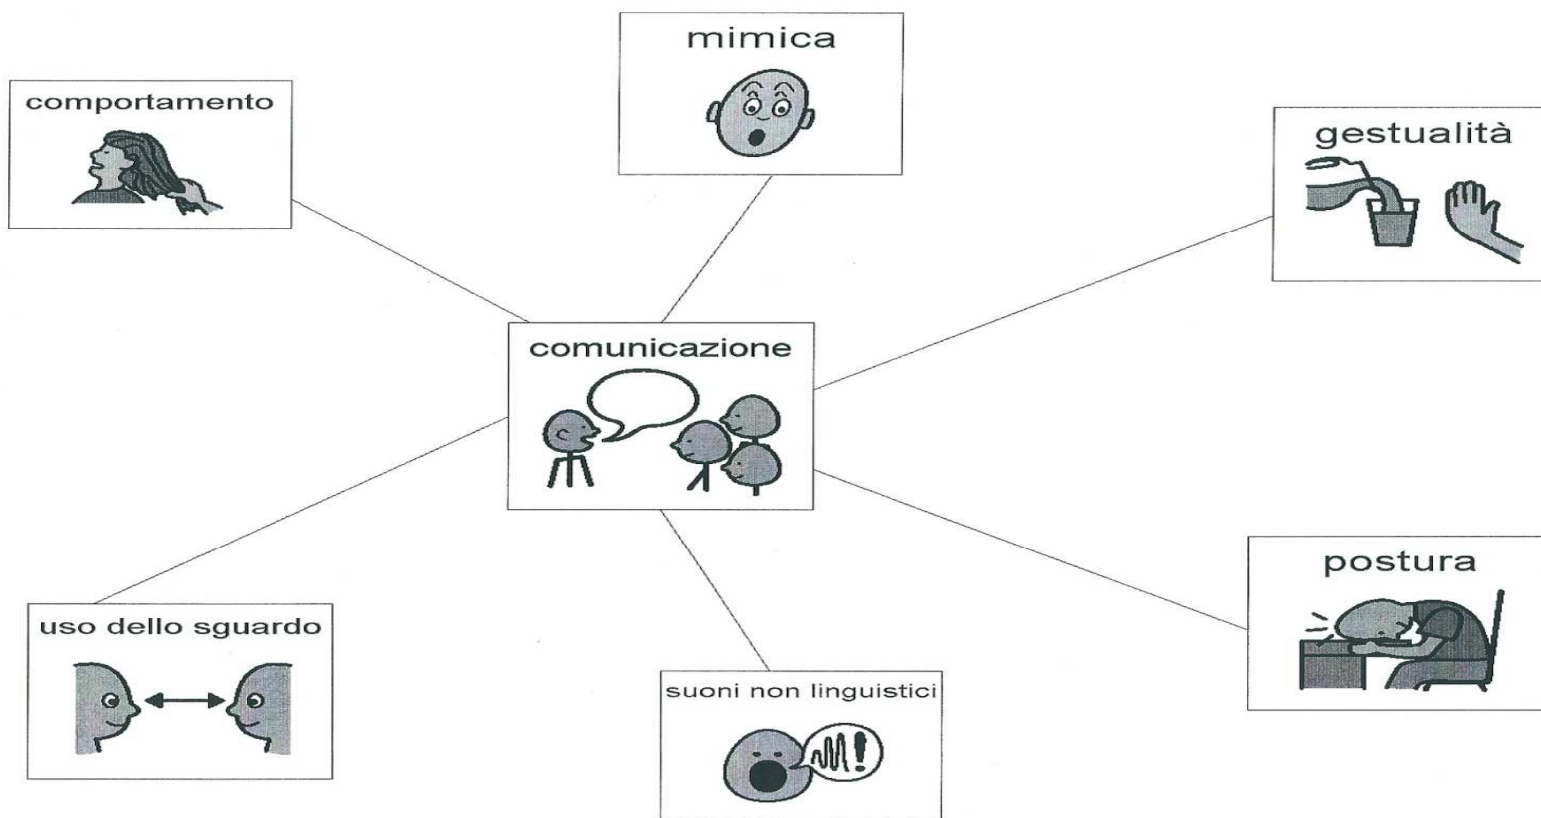 mimica
comportamento
gestualità
comunicazione
postura
uso dello sguardo
suoni non linguistici